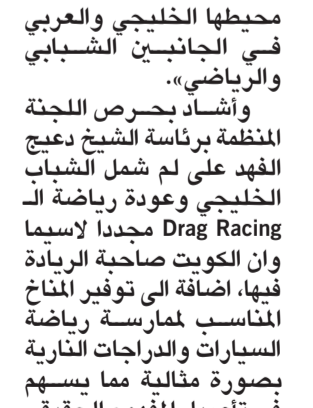 محيطها الخليجي والعربي
في الجانبين الشبابي
والرياضي».
وأشاد بحرص اللجنة
المنظمة برئاسة الشيخ دعيج
الفهد على لم شمل الشباب
الخليجي وعودة رياضة الـ
Drag Racing مجددا لاسيما
وان الكويت صاحبة الريادة
فيها، اضافة الى توفير المناخ
المناسب لممارسة رياضة
السيارات والدراجات النارية
بصورة مثالية مما يسهم